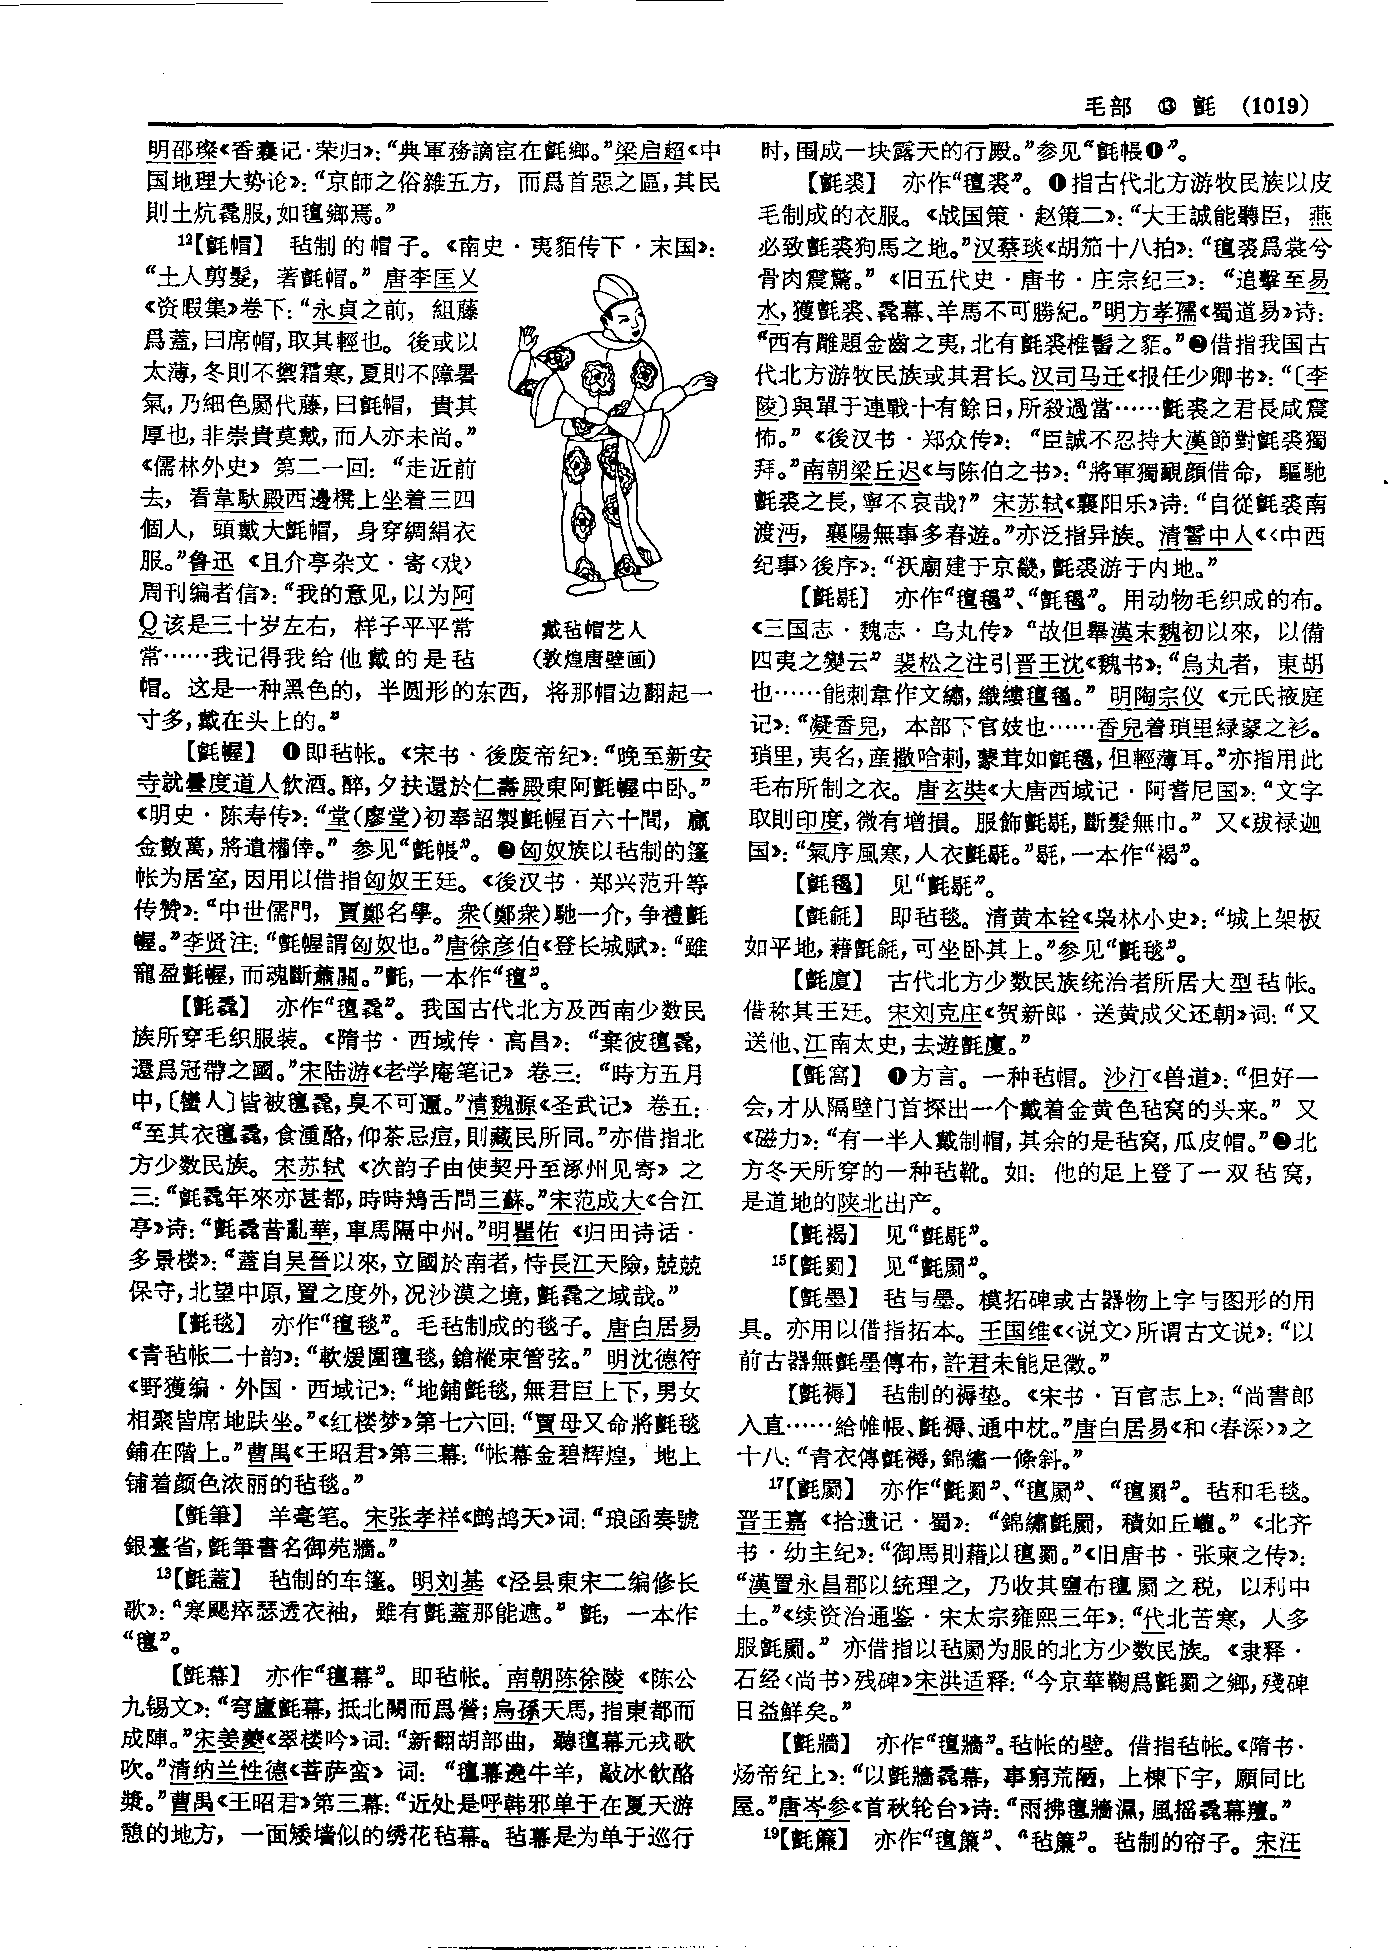 毛部 ⑬ 氈 (1019)
明邵璨《香囊记·荣归》：“典軍務謫宦在氈鄉。”梁启超《中
国地理大势论》：“京師之俗雜五方，而爲首惡之區，其民
則土炕毳服，如氊鄉焉。”
¹²【氈帽】 毡制的帽子。《南史·夷貊传下·末国》：
“土人剪髮，著氈帽。”唐李匡乂
《资暇集》卷下：“永貞之前，組藤
爲蓋，曰席帽，取其輕也。後或以
太薄，冬則不禦霜寒，夏則不障暑
氣，乃細色罽代藤，曰氈帽，貴其
厚也，非崇貴莫戴，而人亦未尚。”
《儒林外史》第二一回：“走近前
去，看韋馱殿西邊櫈上坐着三四
個人，頭戴大氈帽，身穿綢絹衣
服。”鲁迅《且介亭杂文·寄〈戏〉
周刊编者信》：“我的意见，以为阿
Q该是三十岁左右，样子平平常
常……我记得我给他戴的是毡
帽。这是一种黑色的，半圆形的东西，将那帽边翻起一
寸多，戴在头上的。”
戴毡帽艺人
（敦煌唐壁画）
【氈幄】 ❶即毡帐。《宋书·後废帝纪》：“晚至新安
寺就曇度道人飲酒。醉，夕扶還於仁壽殿東阿氈幄中卧。”
《明史·陈寿传》：“堂(廖堂)初奉詔製氈幄百六十間，贏
金數萬，將遺權倖。”参见“氈帳”。❷匈奴族以毡制的篷
帐为居室，因用以借指匈奴王廷。《後汉书·郑兴范升等
传赞》：“中世儒門，賈鄭名學。衆(鄭衆)馳一介，争禮氈
幄。”李贤注：“氈幄謂匈奴也。”唐徐彦伯《登长城赋》：“雖
寵盈氈幄，而魂斷蕭關。”氈，一本作“氊”。
【氈毳】 亦作“氊毳”。我国古代北方及西南少数民
族所穿毛织服装。《隋书·西域传·高昌》：“棄彼氊毳，
還爲冠帶之國。”宋陆游《老学庵笔记》卷三：“時方五月
中，〔蠻人〕皆被氊毳，臭不可邇。”清魏源《圣武记》卷五：
“至其衣氊毳，食湩酪，仰茶忌痘，則藏民所同。”亦借指北
方少数民族。宋苏轼《次韵子由使契丹至涿州见寄》之
三：“氈毳年來亦甚都，時時鴂舌問三蘇。”宋范成大《合江
亭》诗：“氈毳昔亂華，車馬隔中州。”明瞿佑《归田诗话·
多景楼》：“蓋自吴晉以來，立國於南者，恃長江天險，兢兢
保守，北望中原，置之度外，况沙漠之境，氈毳之域哉。”
【氈毯】 亦作“氊毯”。毛毡制成的毯子。唐白居易
《青毡帐二十韵》：“軟煖圍氊毯，鎗樅束管弦。”明沈德符
《野獲编·外国·西域记》：“地鋪氈毯，無君臣上下，男女
相聚皆席地趺坐。”《红楼梦》第七六回：“賈母又命將氈毯
鋪在階上。”曹禺《王昭君》第三幕：“帐幕金碧辉煌，地上
铺着颜色浓丽的毡毯。”
【氈筆】 羊毫笔。宋张孝祥《鹧鸪天》词：“琅函奏號
銀臺省，氈筆書名御苑牆。”
¹³【氈蓋】 毡制的车篷。明刘基《泾县東宋二编修长
歌》：“寒飔瘁瑟透衣袖，雖有氈蓋那能遮。”氈，一本作
“氊”。
【氈幕】 亦作“氊幕”。即毡帐。南朝陈徐陵《陈公
九锡文》：“穹廬氈幕，抵北闕而爲營；烏孫天馬，指東都而
成陣。”宋姜夔《翠楼吟》词：“新翻胡部曲，聽氊幕元戎歌
吹。”清纳兰性德《菩萨蛮》词：“氊幕遶牛羊，敲冰飲酪
漿。”曹禺《王昭君》第三幕：“近处是呼韩邪单于在夏天游
憩的地方，一面矮墙似的绣花毡幕。毡幕是为单于巡行
时，围成一块露天的行殿。”参见“氈帳❶”。
【氈裘】 亦作“氊裘”。❶指古代北方游牧民族以皮
毛制成的衣服。《战国策·赵策二》：“大王誠能聽臣，燕
必致氈裘狗馬之地。”汉蔡琰《胡笳十八拍》：“氊裘爲裳兮
骨肉震驚。”《旧五代史·唐书·庄宗纪三》：“追擊至易
水，獲氈裘、毳幕、羊馬不可勝紀。”明方孝孺《蜀道易》诗：
“西有雕題金齒之夷，北有氈裘椎髻之貊。”❷借指我国古
代北方游牧民族或其君长。汉司马迁《报任少卿书》：“〔李
陵〕與單于連戰十有餘日，所殺過當……氈裘之君長咸震
怖。”《後汉书·郑众传》：“臣誠不忍持大漢節對氈裘獨
拜。”南朝梁丘迟《与陈伯之书》：“將軍獨靦顔借命，驅馳
氈裘之長，寧不哀哉？”宋苏轼《襄阳乐》诗：“自從氈裘南
渡沔，襄陽無事多春遊。”亦泛指异族。清謩中人《〈中西
纪事〉後序》：“祆廟建于京畿，氈裘游于内地。”
【氈毼】 亦作“氊毼”、“氈毼”。用动物毛织成的布。
《三国志·魏志·乌丸传》“故但舉漢末魏初以來，以備
四夷之變云”裴松之注引晋王沈《魏书》：“烏丸者，東胡
也……能刺韋作文繡，織縷氊毼。”明陶宗仪《元氏掖庭
记》：“凝香兒，本部下官妓也……香兒着瑣里緑蒙之衫。
瑣里，夷名，産撒哈剌，蒙茸如氈毼，但輕薄耳。”亦指用此
毛布所制之衣。唐玄奘《大唐西域记·阿耆尼国》：“文字
取則印度，微有增損。服飾氈毼，斷髮無巾。”又《跋禄迦
国》：“氣序風寒，人衣氈毼。”毼，一本作“褐”。
【氈毼】 见“氈毼”。
【氈毹】 即毡毯。清黄本铨《枭林小史》：“城上架板
如平地，藉氈毹，可坐卧其上。”参见“氈毯”。
【氈廈】 古代北方少数民族统治者所居大型毡帐。
借称其王廷。宋刘克庄《贺新郎·送黄成父还朝》词：“又
送他、江南太史，去遊氈廈。”
【氈窩】 ❶方言。一种毡帽。沙汀《兽道》：“但好一
会，才从隔壁门首探出一个戴着金黄色毡窝的头来。”又
《磁力》：“有一半人戴制帽，其余的是毡窝，瓜皮帽。”❷北
方冬天所穿的一种毡靴。如：他的足上登了一双毡窝，
是道地的陕北出产。
【氈褐】 见“氈毼”。
¹⁵【氈罽】 见“氈罽”。
【氈墨】 毡与墨。模拓碑或古器物上字与图形的用
具。亦用以借指拓本。王国维《〈说文〉所谓古文说》：“以
前古器無氈墨傳布，許君未能足徵。”
【氈褥】 毡制的褥垫。《宋书·百官志上》：“尚書郎
入直……給帷帳、氈褥、通中枕。”唐白居易《和〈春深〉》之
十八：“青衣傳氈褥，錦繡一條斜。”
¹⁷【氈罽】 亦作“氈罽”、“氊罽”、“氊罽”。毡和毛毯。
晋王嘉《拾遗记·蜀》：“錦繡氈罽，積如丘壠。”《北齐
书·幼主纪》：“御馬則藉以氊罽。”《旧唐书·张柬之传》：
“漢置永昌郡以統理之，乃收其鹽布氊罽之税，以利中
土。”《续资治通鉴·宋太宗雍熙三年》：“代北苦寒，人多
服氈罽。”亦借指以毡罽为服的北方少数民族。《隶释·
石经〈尚书〉残碑》宋洪适释：“今京華鞠爲氈罽之鄉，殘碑
日益鮮矣。”
【氈牆】 亦作“氊牆”。毡帐的壁。借指毡帐。《隋书·
炀帝纪上》：“以氈牆毳幕，事窮荒陋，上棟下宇，願同比
屋。”唐岑参《首秋轮台》诗：“雨拂氊牆濕，風摇毳幕羶。”
¹⁹【氈簾】 亦作“氊簾”、“毡簾”。毡制的帘子。宋汪